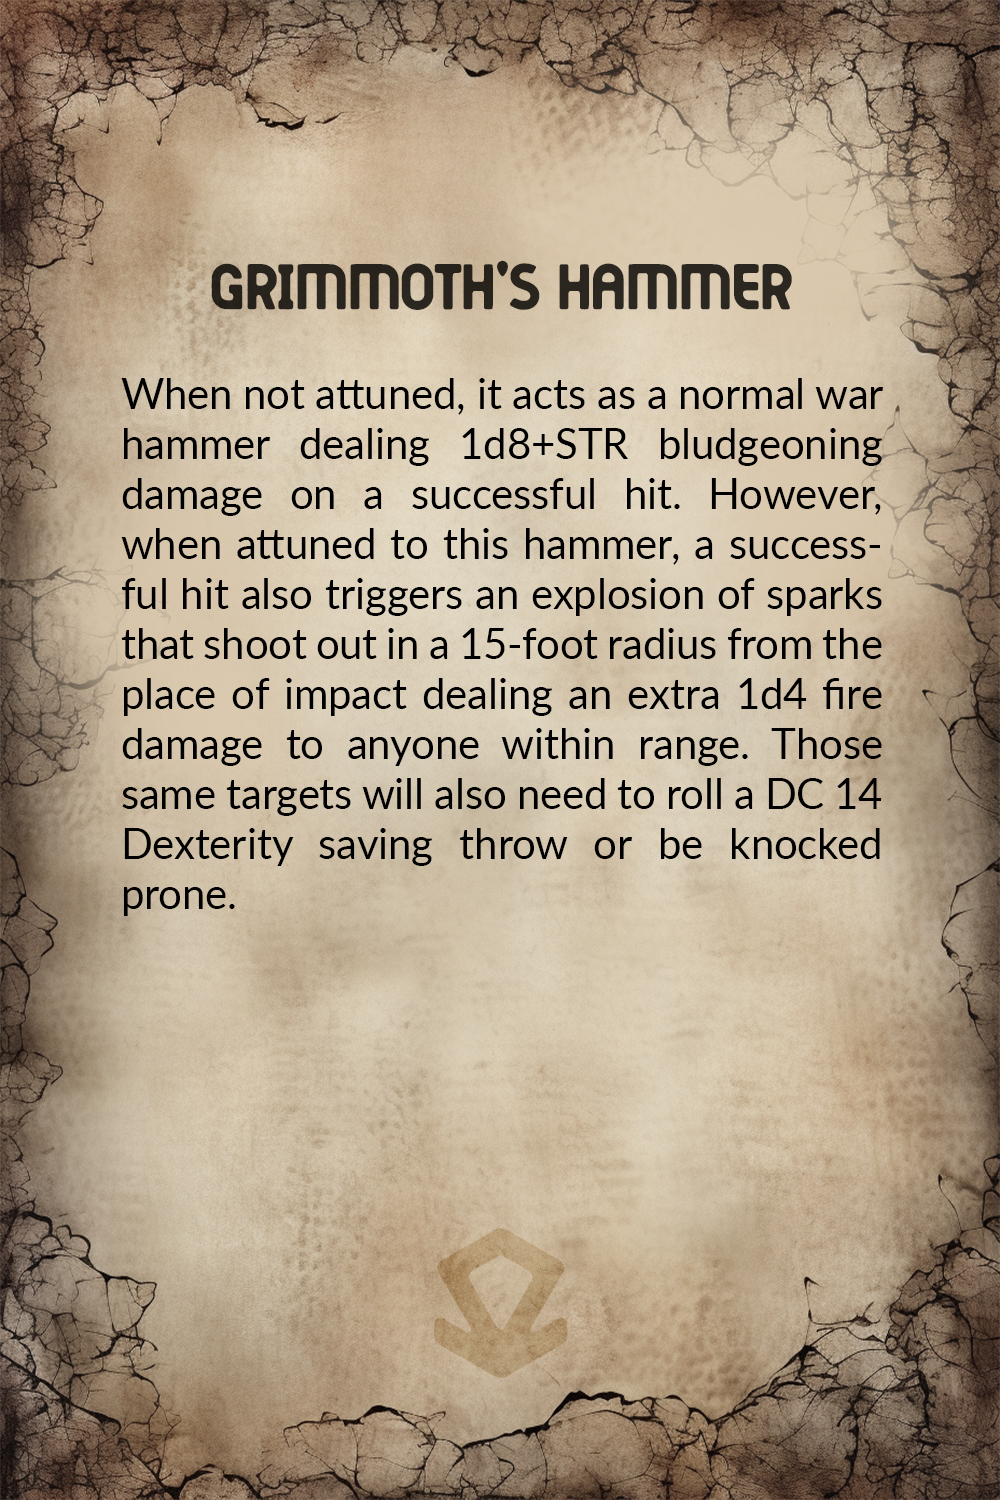 GRIMMOTH'S HAMMER
When not attuned, it acts as a normal war
hammer dealing 1d8+STR bludgeoning
damage on a successful hit. However,
when attuned to this hammer, a success-
ful hit also triggers an explosion of sparks
that shoot out in a 15-foot radius from the
place of impact dealing an extra 1d4 fire
damage to anyone within range. Those
same targets will also need to roll a DC 14
Dexterity saving throw or be knocked
prone.